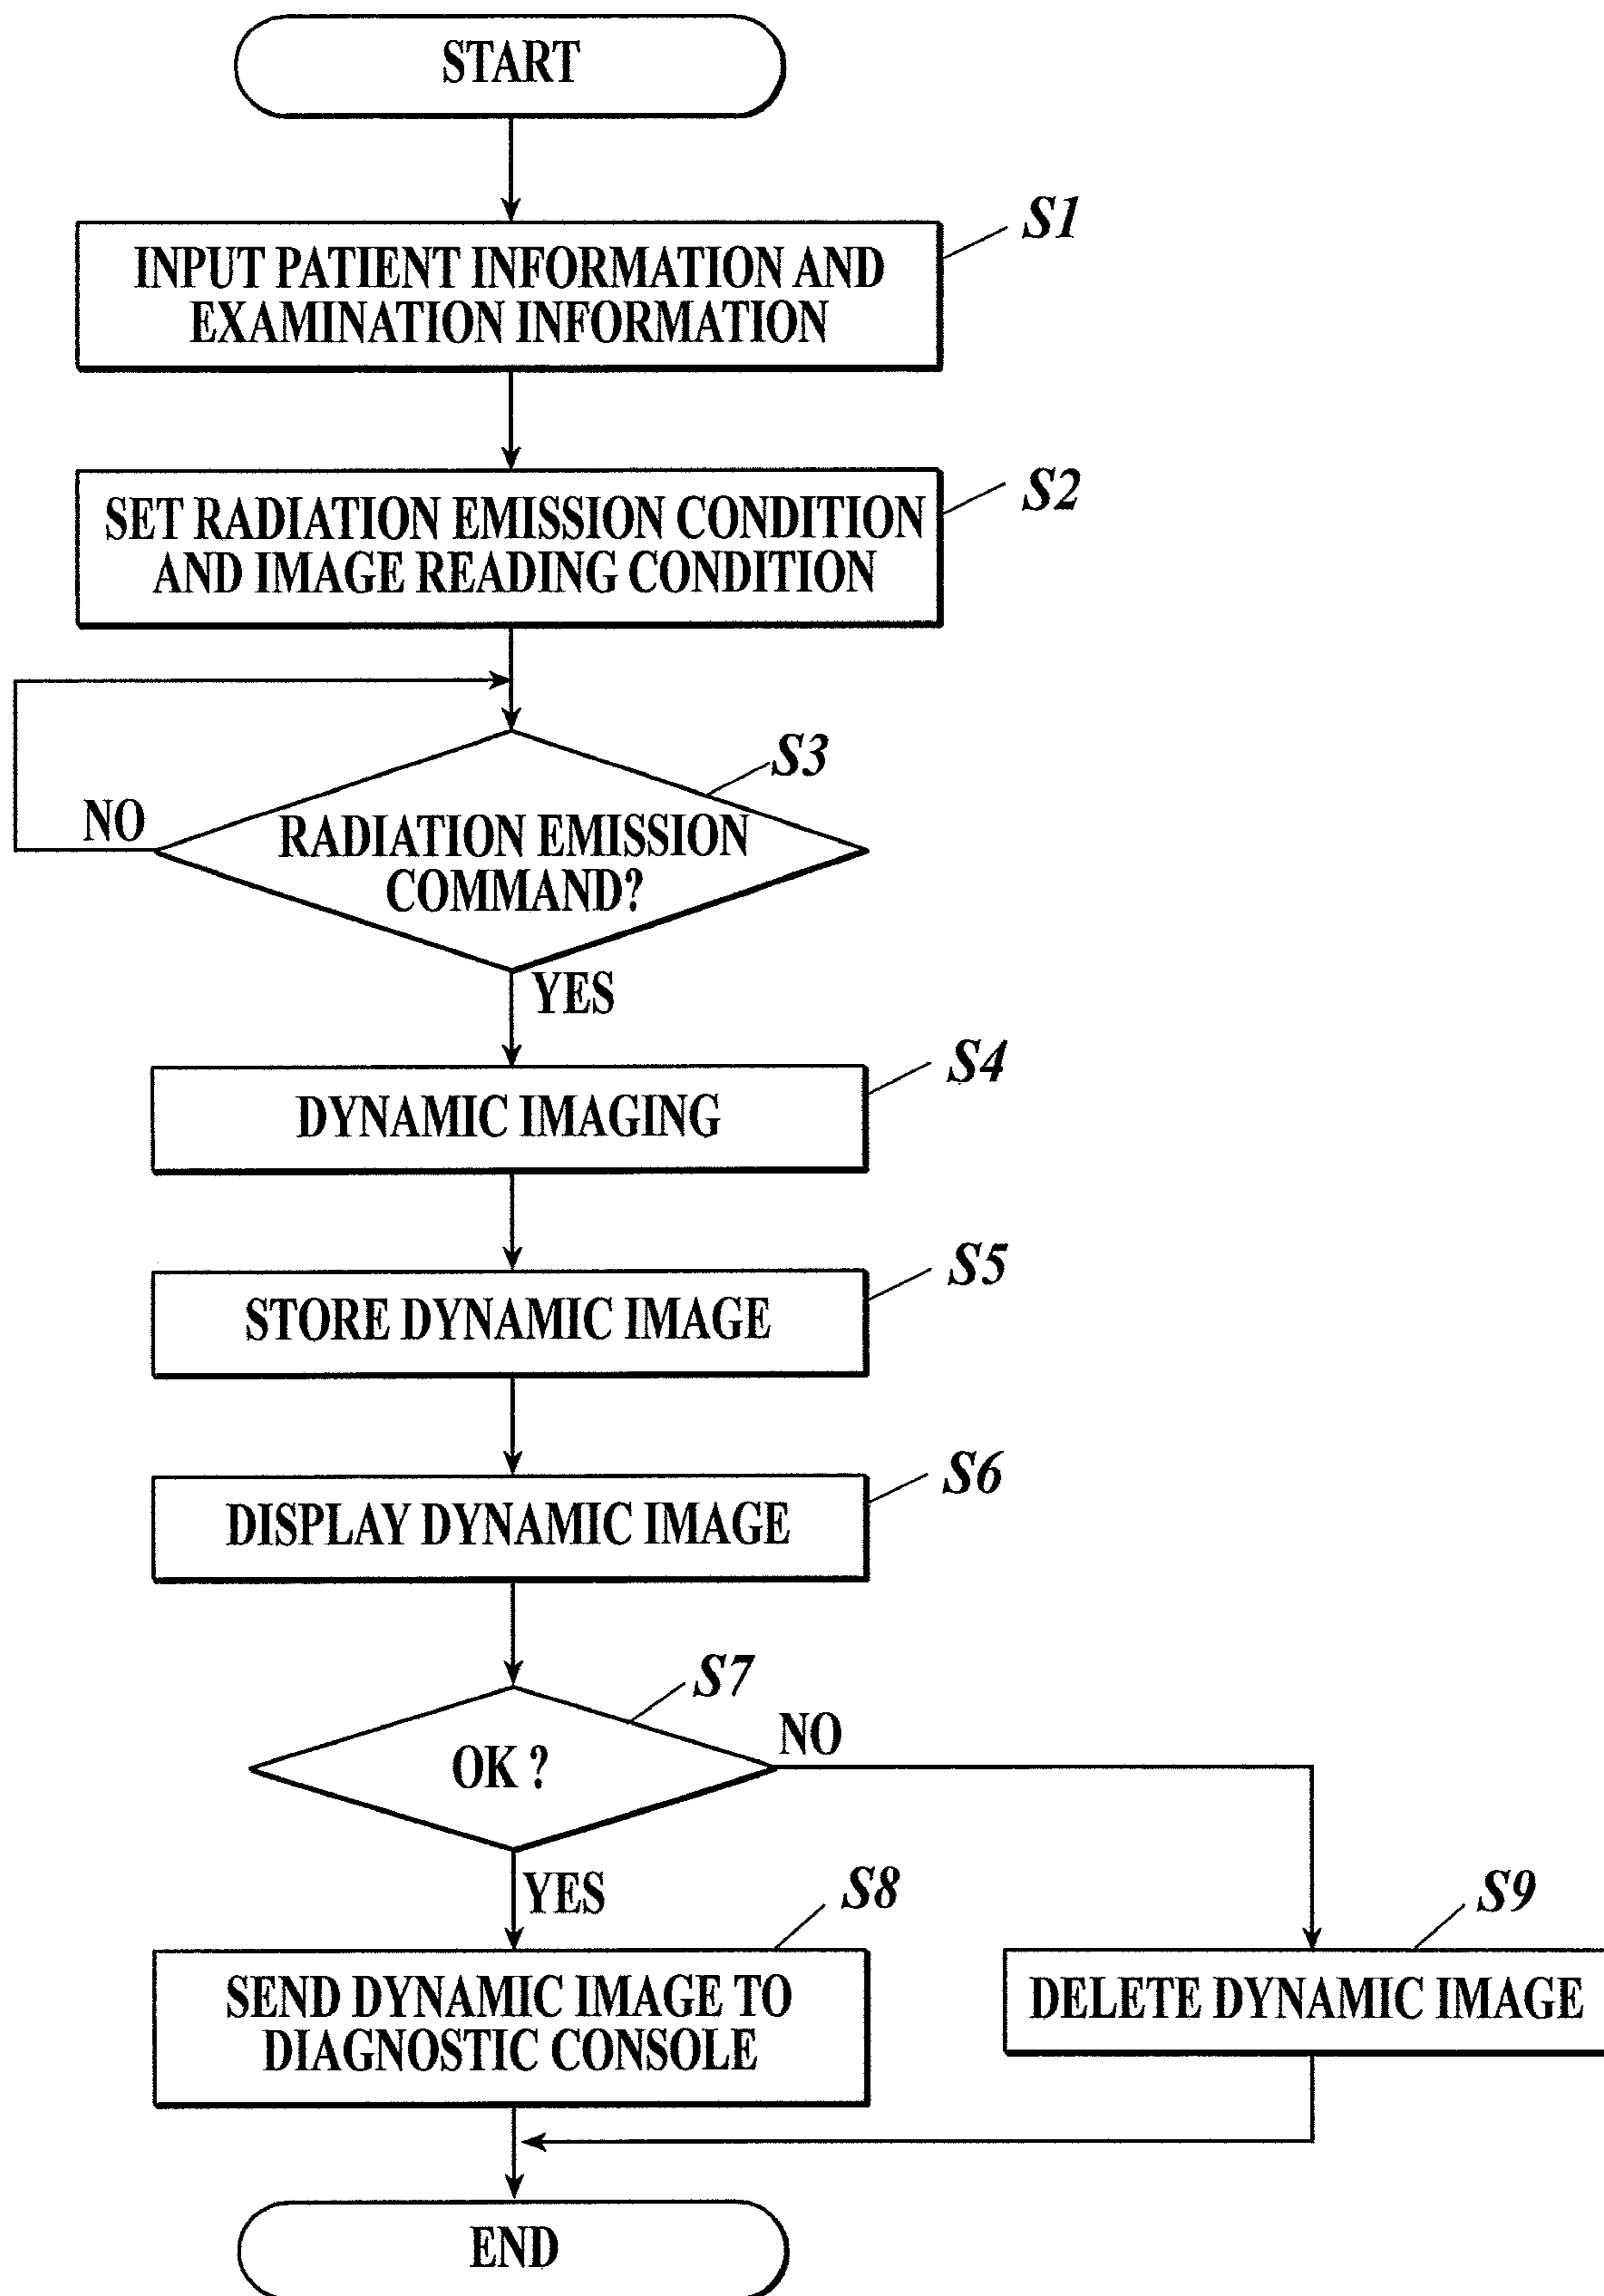 START
S1
INPUT PATIENT INFORMATION AND
EXAMINATION INFORMATION
S2
SET RADIATION EMISSION CONDITION
AND IMAGE READING CONDITION
S3
NO
RADIATION EMISSION
COMMAND?
YES
S4
DYNAMIC IMAGING
S5
STORE DYNAMIC IMAGE
S6
DISPLAY DYNAMIC IMAGE
S7
NO
OK ?
YES
S8
S9
SEND DYNAMIC IMAGE TO
DIAGNOSTIC CONSOLE
DELETE DYNAMIC IMAGE
END